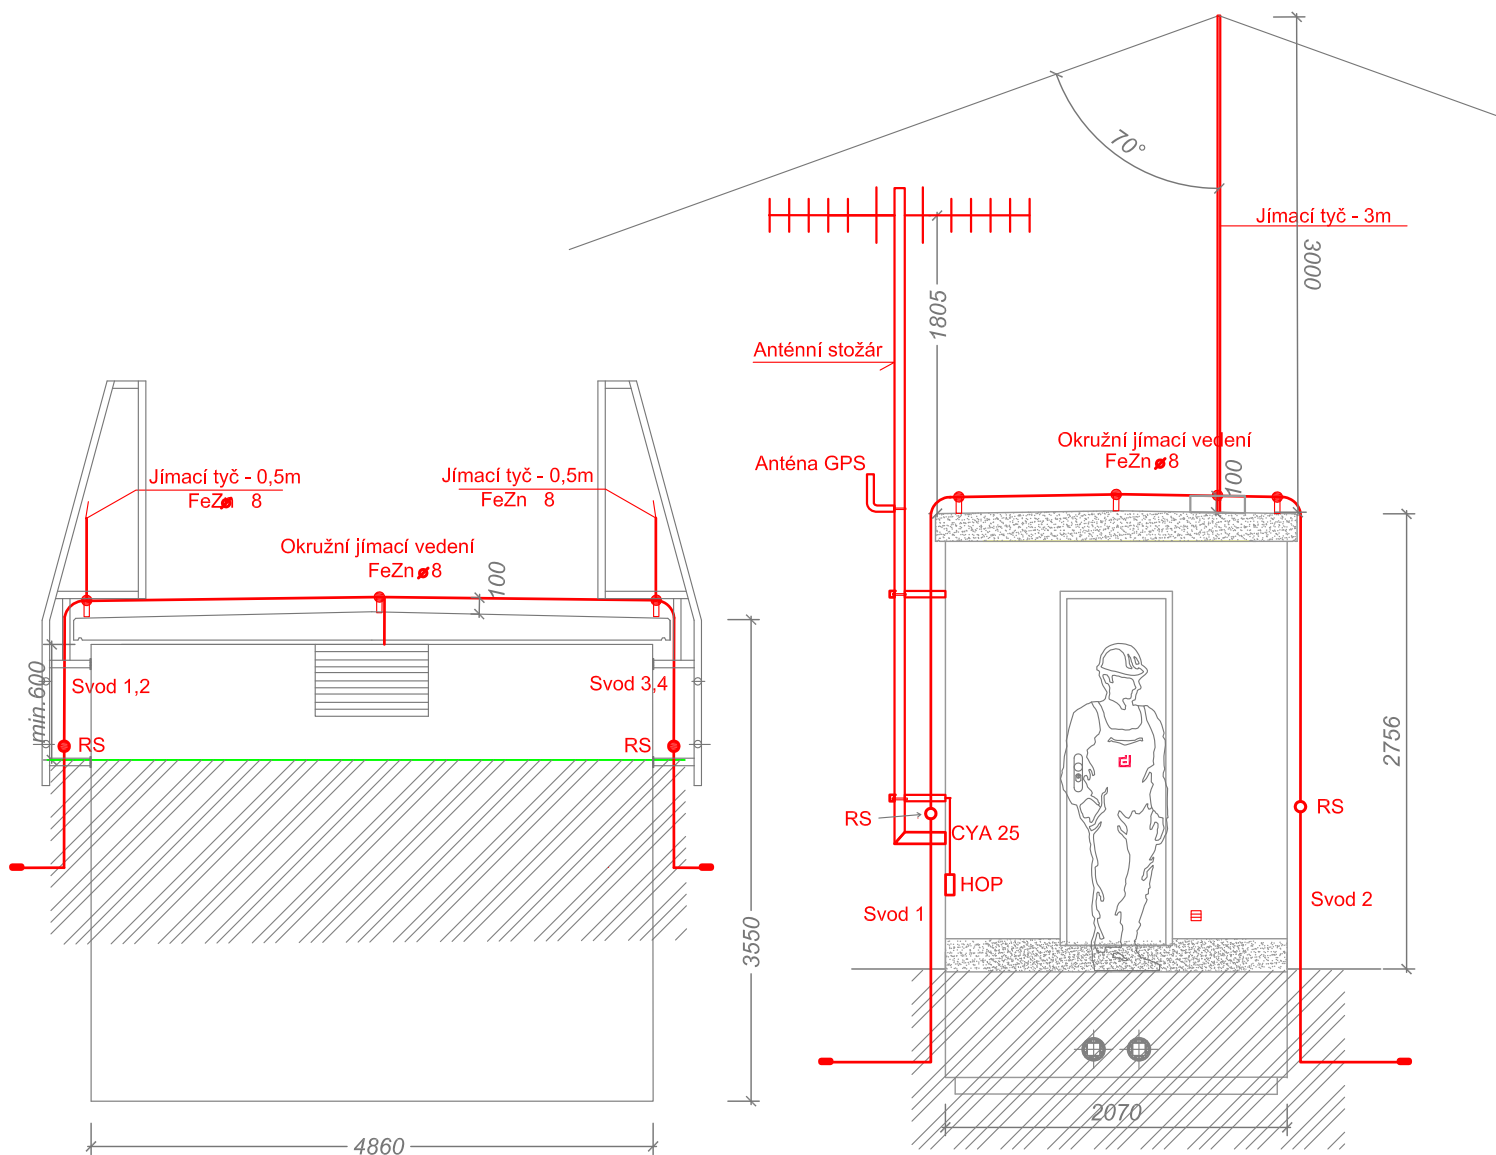 Jímací tyč - 0,5m
FeZn 8
Jímací tyč - 0,5m
FeZn 8
Okružní jímací vedení
FeZn ø8
100
min.600
Svod 1,2
Svod 3,4
RS
RS
3550
4860
70°
Jímací tyč - 3m
3000
1805
Anténní stožár
Anténa GPS
Okružní jímací vedení
FeZn ø8
100
2756
RS
CYA 25
HOP
Svod 1
RS
Svod 2
2070